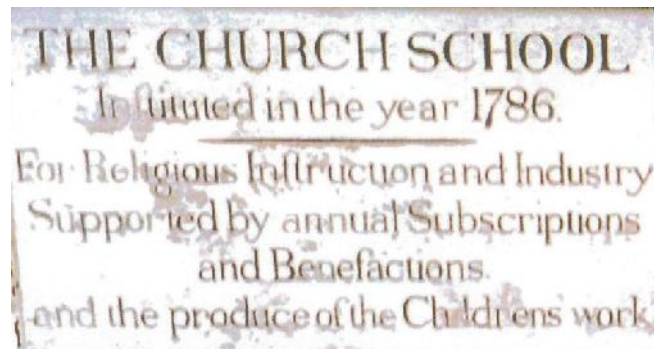 THE CHURCH SCHOOL
Inſtituted in the year 1786.
For Religious Inſtruction and Industry
Supported by annual Subscriptions
and Benefactions.
and the produce of the Childrens work